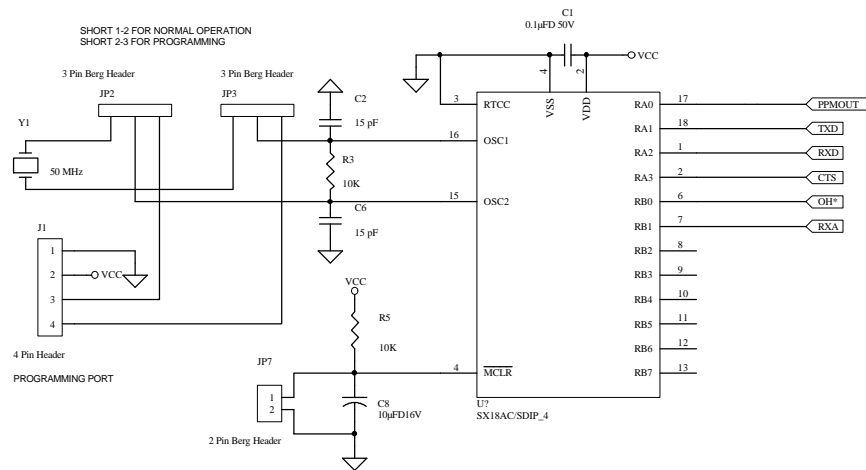 SHORT 1-2 FOR NORMAL OPERATION
SHORT 2-3 FOR PROGRAMMING
3 Pin Berg Header
JP2
3 Pin Berg Header
JP3
Y1
50 MHz
C2
15 pF
R3
10K
C6
15 pF
C1
0.1µFD 50V
VCC
4
VSS
2
VDD
3
RTCC
16
OSC1
15
OSC2
4
MCLR
RA0
17
PPMOUT
RA1
18
TXD
RA2
1
RXD
RA3
2
CTS
RB0
6
OH*
RB1
7
RXA
RB2
8
RB3
9
RB4
10
RB5
11
RB6
12
RB7
13
U?
SX18AC/SDIP_4
J1
1
2
VCC
3
4
4 Pin Header
PROGRAMMING PORT
VCC
R5
10K
JP7
1
2
2 Pin Berg Header
C8
10µFD16V